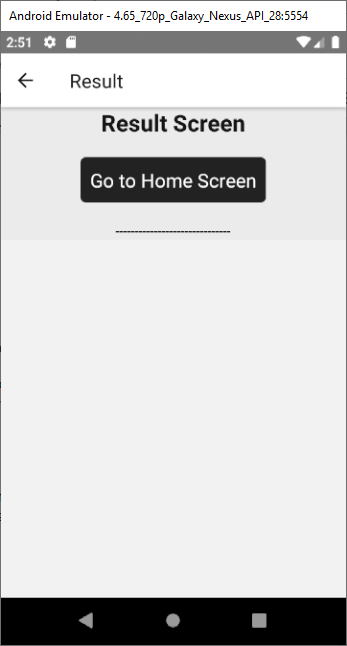 Android Emulator - 4.65_720p_Galaxy_Nexus_API_28:5554
2:51
Result
Result Screen
Go to Home Screen
------------------------------